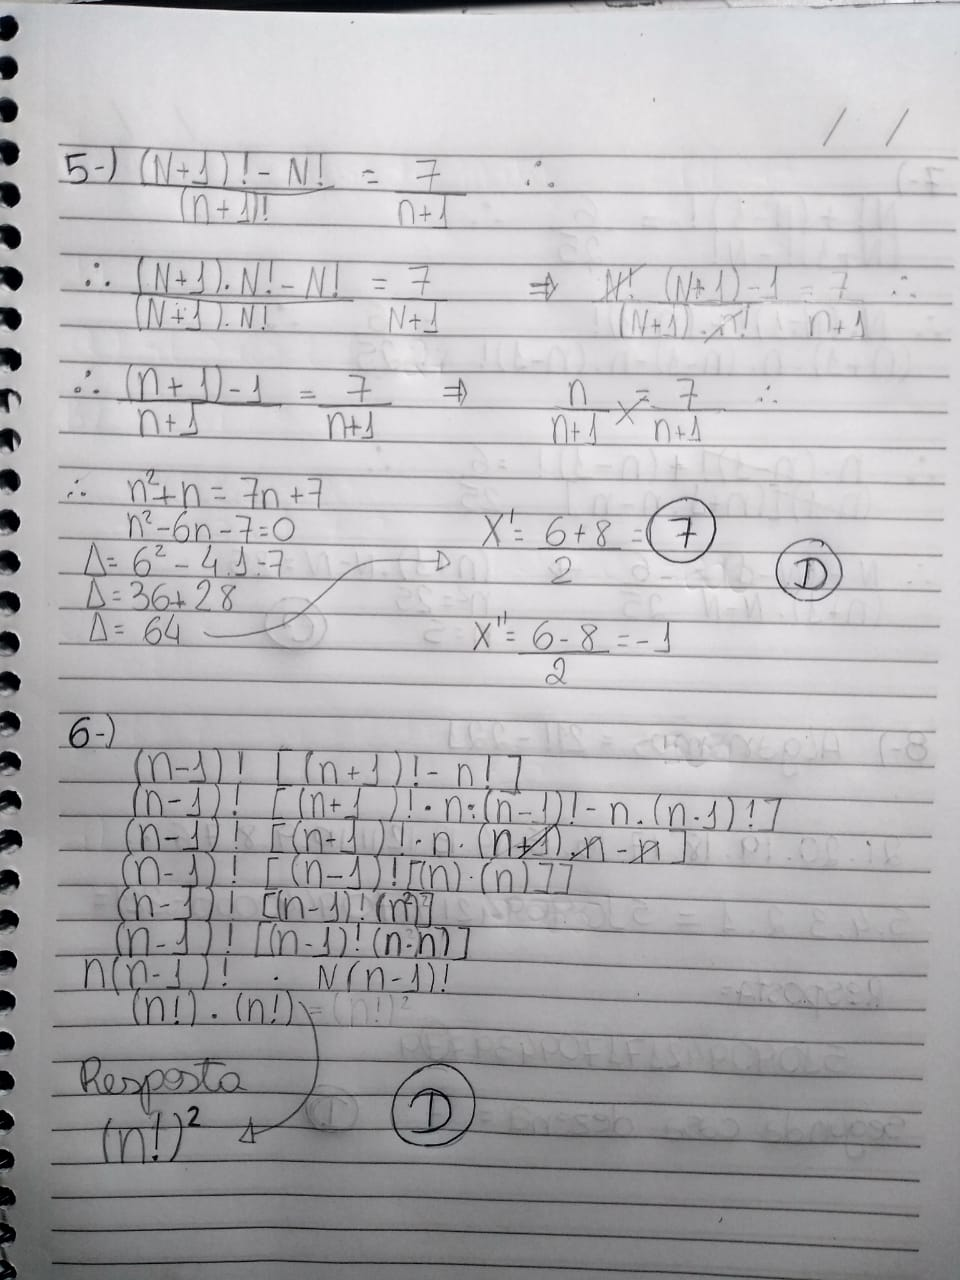 / /
5-) (N+1)! - N! / (n+1)! = 7 / n+1 ∴
∴ (N+1).N! - N! / (N+1).N! = 7 / N+1 ⇒ N! (N+1)-1 / (N+1).n! = 7 / n+1 ∴
∴ (n+1)-1 / n+1 = 7 / n+1 ⇒ n / n+1 = 7 / n+1 ∴
∴ n²+n = 7n+7
n²-6n-7=0
X' = 6+8 / 2 = 7
Δ= 6² - 4.1.-7
D
Δ= 36+28
Δ= 64
X" = 6-8 / 2 = -1
6-)
(n-1)! [(n+1)! - n!]
(n-1)! [(n+1)! . n.(n-1)! - n.(n-1)!]
(n-1)! [(n+1)! . n. (n+1).n - n]
(n-1)! [(n-1)! [(n).(n)]]
(n-1)! [(n-1)! (n²)]
(n-1)! [(n-1)! (n.n)]
n(n-1)! . N(n-1)!
(n!) . (n!) = (n!)²
Resposta
(n!)²
D